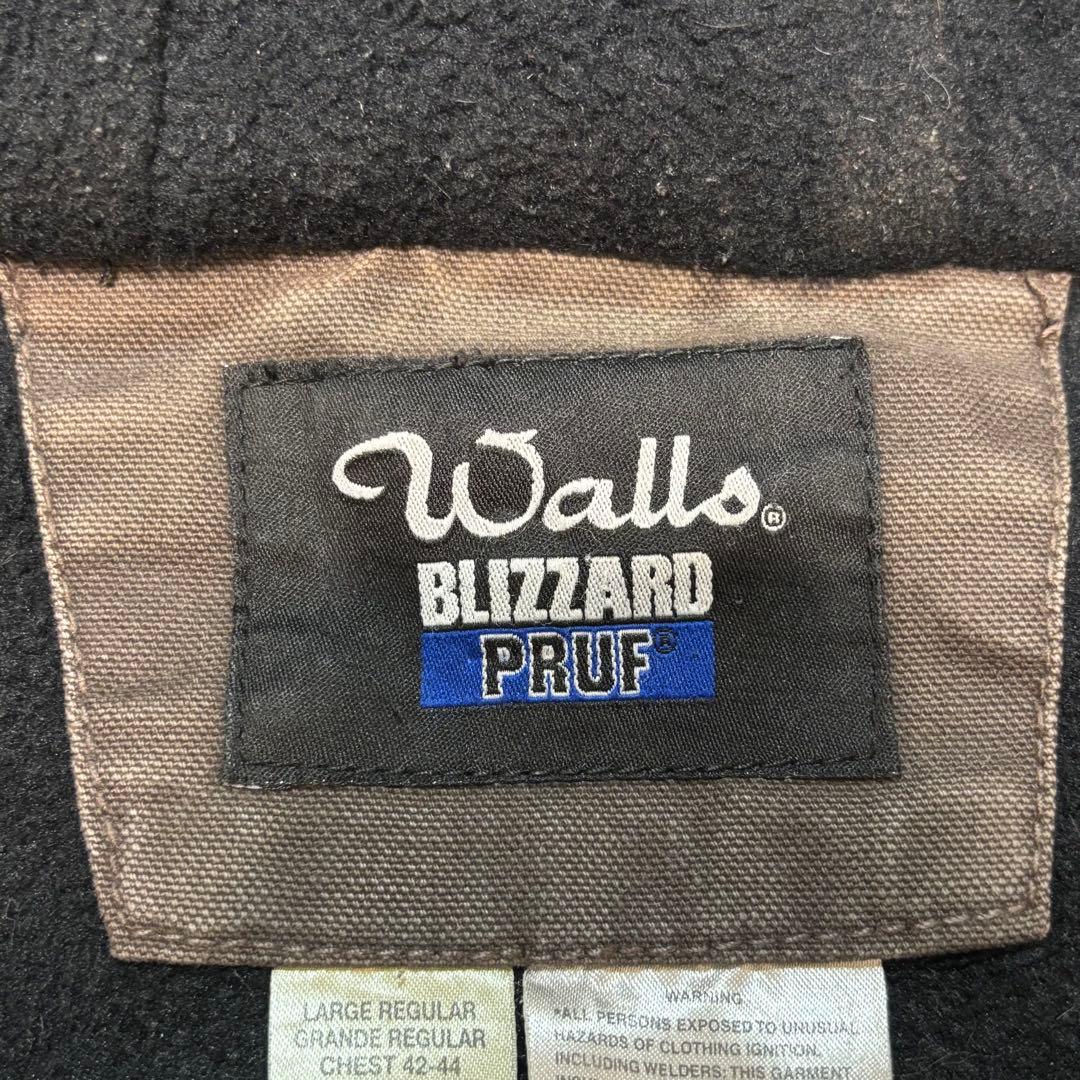 Walls®
BLIZZARD
PRUF®
LARGE REGULAR
GRANDE REGULAR
CHEST 42-44
WARNING
*ALL PERSONS EXPOSED TO UNUSUAL
HAZARDS OF CLOTHING IGNITION,
INCLUDING WELDERS: THIS GARMENT